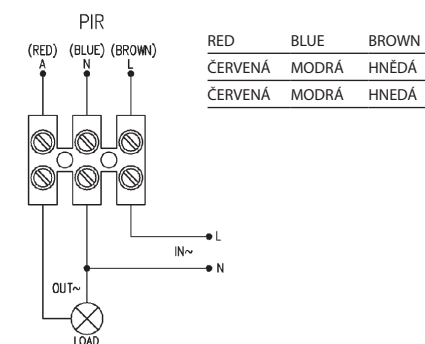 PIR
(RED) (BLUE) (BROWN)
A N L
RED BLUE BROWN
ČERVENÁ MODRÁ HNĚDÁ
ČERVENÁ MODRÁ HNEDÁ
L
IN~
N
OUT~
LOAD